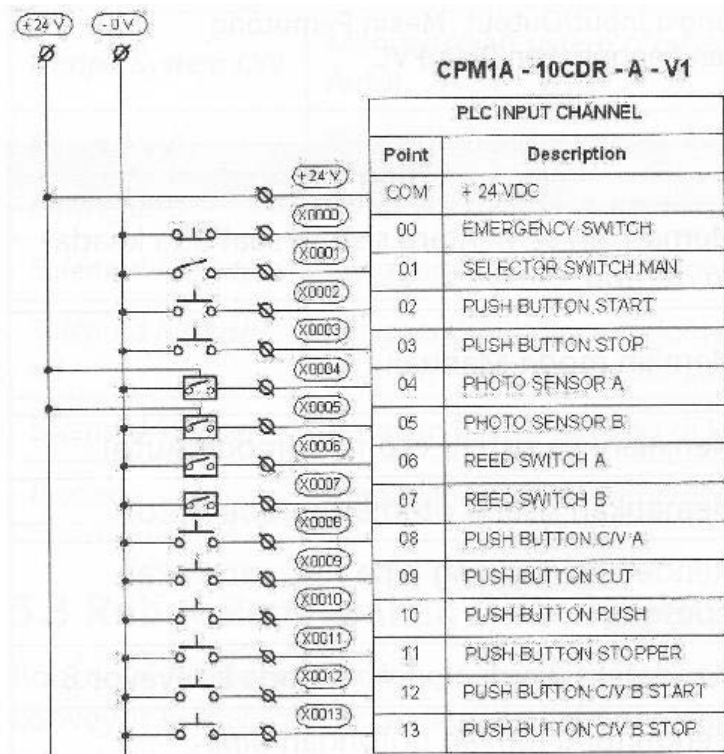 +24V -0V
CPM1A - 10CDR - A - V1
PLC INPUT CHANNEL
Point Description
+24V COM + 24 VDC
X0000 00 EMERGENCY SWITCH
X0001 01 SELECTOR SWITCH MAN
X0002 02 PUSH BUTTON START
X0003 03 PUSH BUTTON STOP
X0004 04 PHOTO SENSOR A
X0005 05 PHOTO SENSOR B
X0006 06 REED SWITCH A
X0007 07 REED SWITCH B
X0008 08 PUSH BUTTON C/V A
X0009 09 PUSH BUTTON CUT
X0010 10 PUSH BUTTON PUSH
X0011 11 PUSH BUTTON STOPPER
X0012 12 PUSH BUTTON C/V B START
X0013 13 PUSH BUTTON C/V B STOP